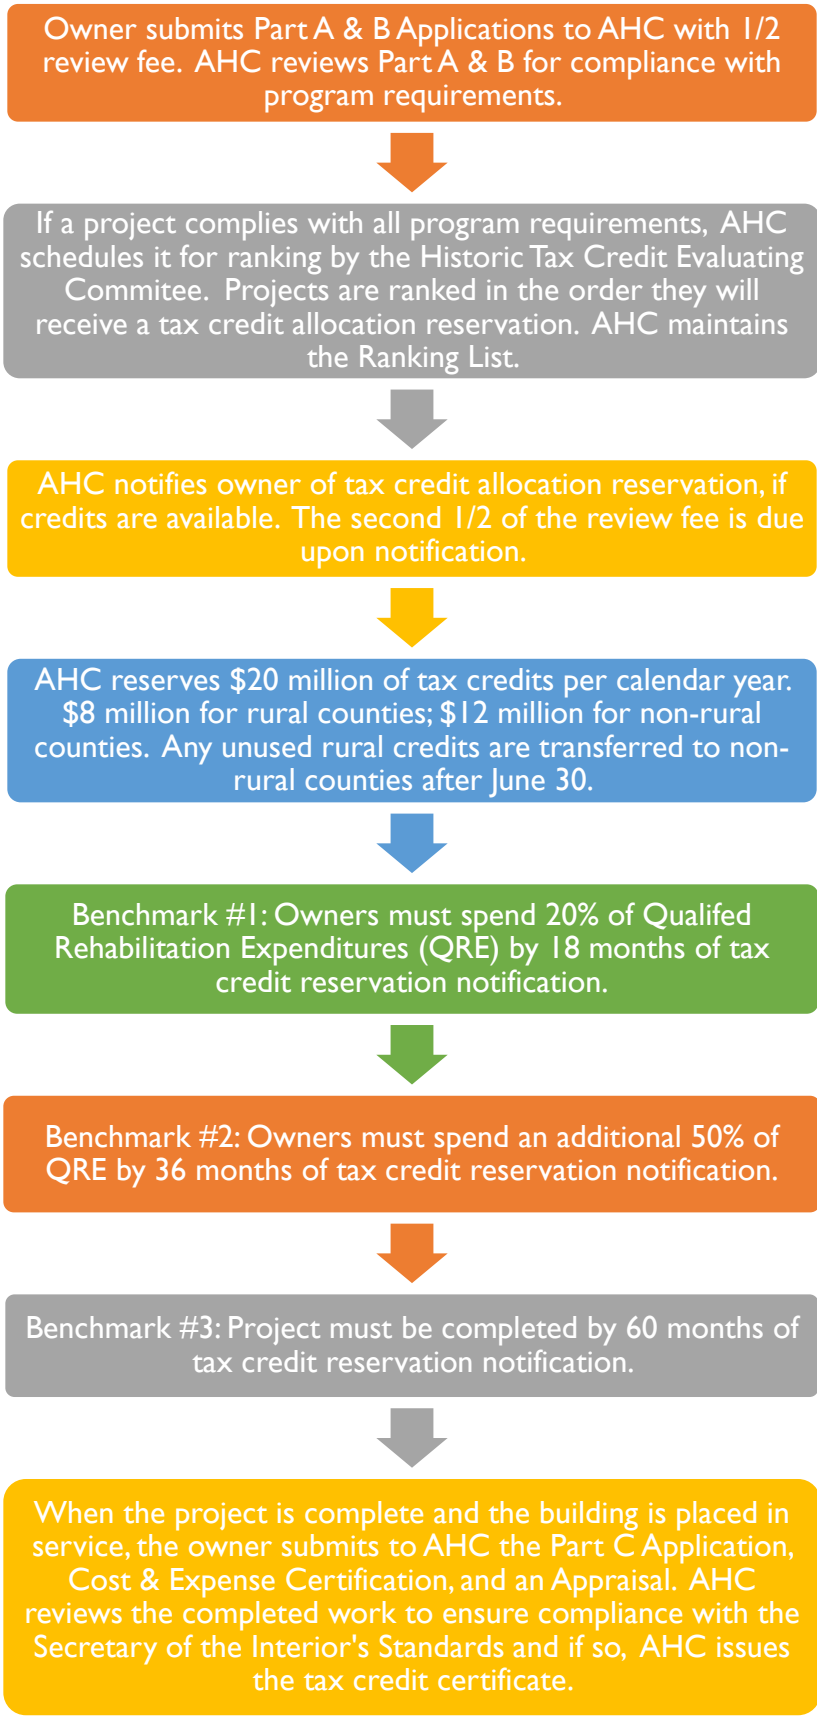 Owner submits Part A & B Applications to AHC with 1/2
review fee. AHC reviews Part A & B for compliance with
program requirements.
If a project complies with all program requirements, AHC
schedules it for ranking by the Historic Tax Credit Evaluating
Commitee. Projects are ranked in the order they will
receive a tax credit allocation reservation. AHC maintains
the Ranking List.
AHC notifies owner of tax credit allocation reservation, if
credits are available. The second 1/2 of the review fee is due
upon notification.
AHC reserves $20 million of tax credits per calendar year.
$8 million for rural counties; $12 million for non-rural
counties. Any unused rural credits are transferred to non-
rural counties after June 30.
Benchmark #1: Owners must spend 20% of Qualifed
Rehabilitation Expenditures (QRE) by 18 months of tax
credit reservation notification.
Benchmark #2: Owners must spend an additional 50% of
QRE by 36 months of tax credit reservation notification.
Benchmark #3: Project must be completed by 60 months of
tax credit reservation notification.
When the project is complete and the building is placed in
service, the owner submits to AHC the Part C Application,
Cost & Expense Certification, and an Appraisal. AHC
reviews the completed work to ensure compliance with the
Secretary of the Interior's Standards and if so, AHC issues
the tax credit certificate.